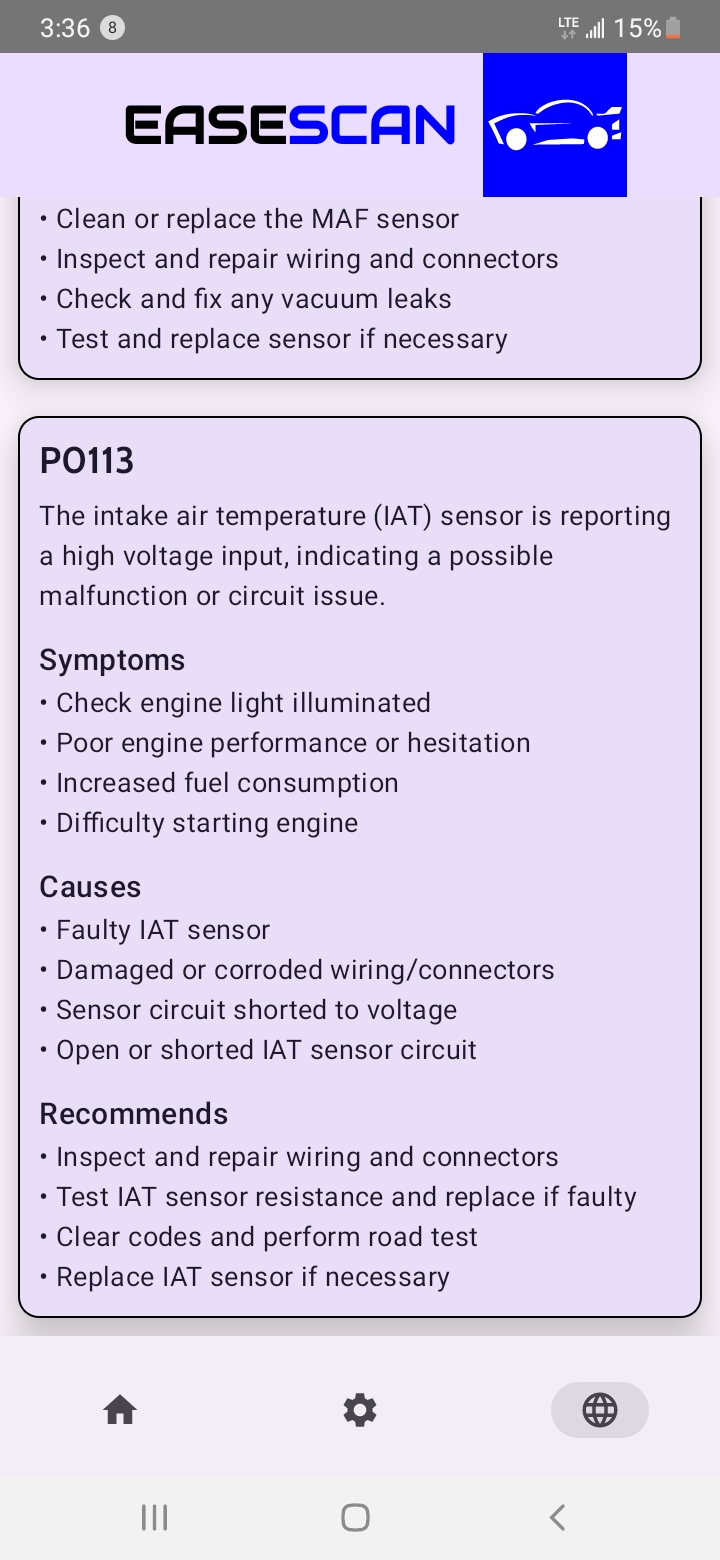 3:36 8 LTE 15%
EASESCAN
• Clean or replace the MAF sensor
• Inspect and repair wiring and connectors
• Check and fix any vacuum leaks
• Test and replace sensor if necessary
P0113
The intake air temperature (IAT) sensor is reporting
a high voltage input, indicating a possible
malfunction or circuit issue.
Symptoms
• Check engine light illuminated
• Poor engine performance or hesitation
• Increased fuel consumption
• Difficulty starting engine
Causes
• Faulty IAT sensor
• Damaged or corroded wiring/connectors
• Sensor circuit shorted to voltage
• Open or shorted IAT sensor circuit
Recommends
• Inspect and repair wiring and connectors
• Test IAT sensor resistance and replace if faulty
• Clear codes and perform road test
• Replace IAT sensor if necessary